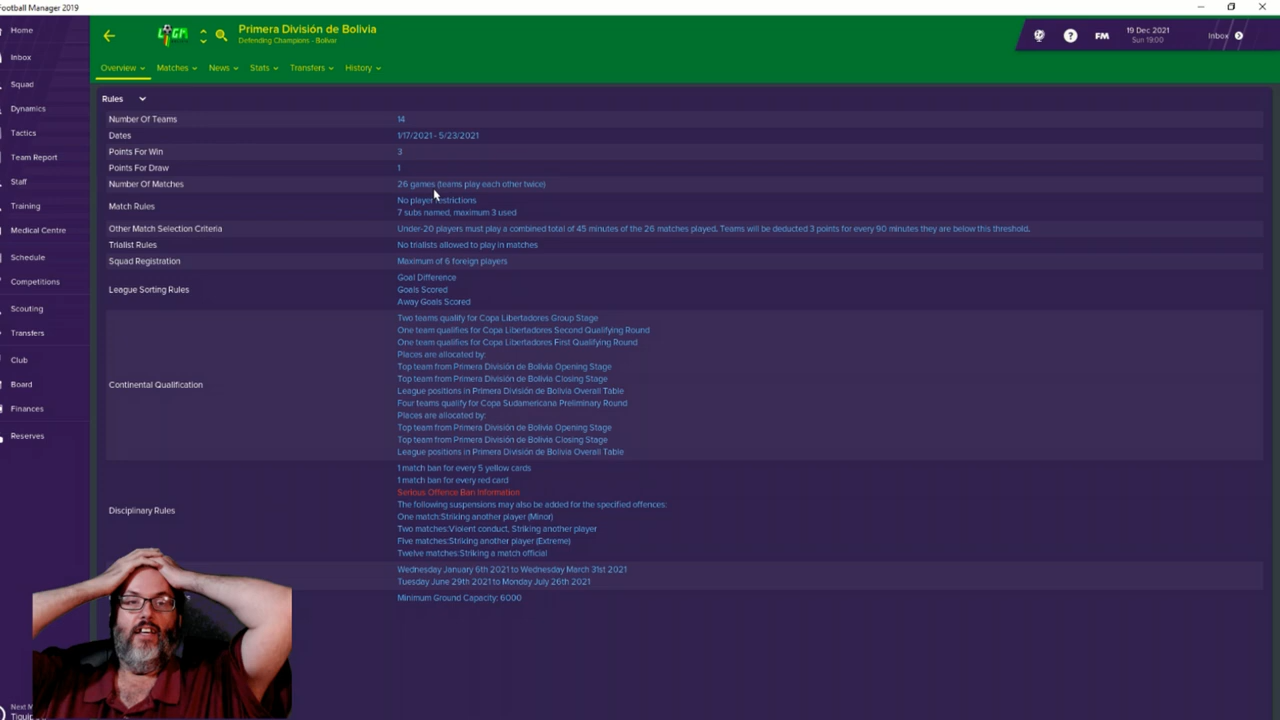 Football Manager 2019
Home
Inbox
Squad
Dynamics
Tactics
Team Report
Staff
Training
Medical Centre
Schedule
Competitions
Scouting
Transfers
Club
Board
Finances
Reserves
Primera División de Bolivia
Defending Champions - Bolívar
FM
19 Dec 2021
Sun 19:00
Inbox
Overview Matches News Stats Transfers History
Rules
Number Of Teams 14
Dates 1/17/2021 - 5/23/2021
Points For Win 3
Points For Draw 1
Number Of Matches 26 games (teams play each other twice)
Match Rules No player restrictions
7 subs named, maximum 3 used
Other Match Selection Criteria Under-20 players must play a combined total of 45 minutes of the 26 matches played. Teams will be deducted 3 points for every 90 minutes they are below this threshold.
Trialist Rules No trialists allowed to play in matches
Squad Registration Maximum of 6 foreign players
League Sorting Rules Goal Difference
Goals Scored
Away Goals Scored
Continental Qualification Two teams qualify for Copa Libertadores Group Stage
One team qualifies for Copa Libertadores Second Qualifying Round
One team qualifies for Copa Libertadores First Qualifying Round
Places are allocated by:
Top team from Primera División de Bolivia Opening Stage
Top team from Primera División de Bolivia Closing Stage
League positions in Primera División de Bolivia Overall Table
Four teams qualify for Copa Sudamericana Preliminary Round
Places are allocated by:
Top team from Primera División de Bolivia Opening Stage
Top team from Primera División de Bolivia Closing Stage
League positions in Primera División de Bolivia Overall Table
Disciplinary Rules 1 match ban for every 5 yellow cards
1 match ban for every red card
Serious Offence Ban Information
The following suspensions may also be added for the specified offences:
One match:Striking another player (Minor)
Two matches:Violent conduct, Striking another player
Five matches:Striking another player (Extreme)
Twelve matches:Striking a match official
Wednesday January 6th 2021 to Wednesday March 31st 2021
Tuesday June 29th 2021 to Monday July 26th 2021
Minimum Ground Capacity: 6000